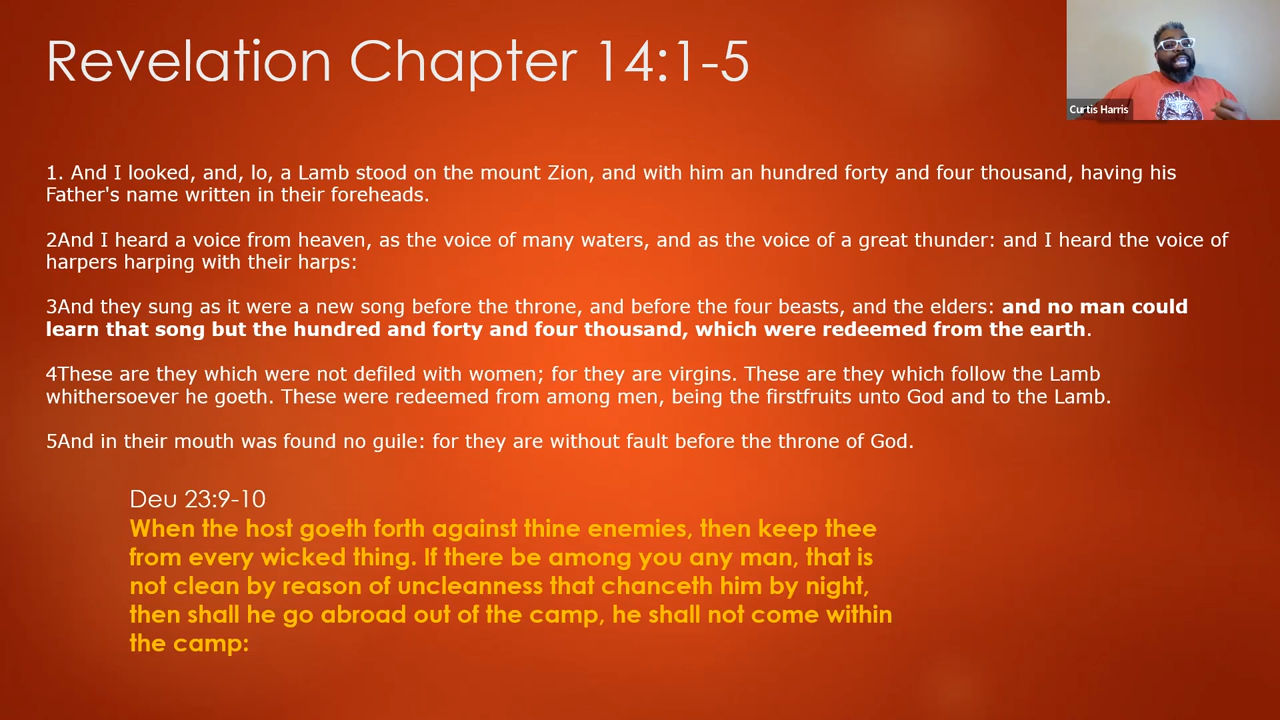 Revelation Chapter 14:1-5
Curtis Harris
1. And I looked, and, lo, a Lamb stood on the mount Zion, and with him an hundred forty and four thousand, having his
Father's name written in their foreheads.
2And I heard a voice from heaven, as the voice of many waters, and as the voice of a great thunder: and I heard the voice of
harpers harping with their harps:
3And they sung as it were a new song before the throne, and before the four beasts, and the elders: and no man could
learn that song but the hundred and forty and four thousand, which were redeemed from the earth.
4These are they which were not defiled with women; for they are virgins. These are they which follow the Lamb
whithersoever he goeth. These were redeemed from among men, being the firstfruits unto God and to the Lamb.
5And in their mouth was found no guile: for they are without fault before the throne of God.
Deu 23:9-10
When the host goeth forth against thine enemies, then keep thee
from every wicked thing. If there be among you any man, that is
not clean by reason of uncleanness that chanceth him by night,
then shall he go abroad out of the camp, he shall not come within
the camp: